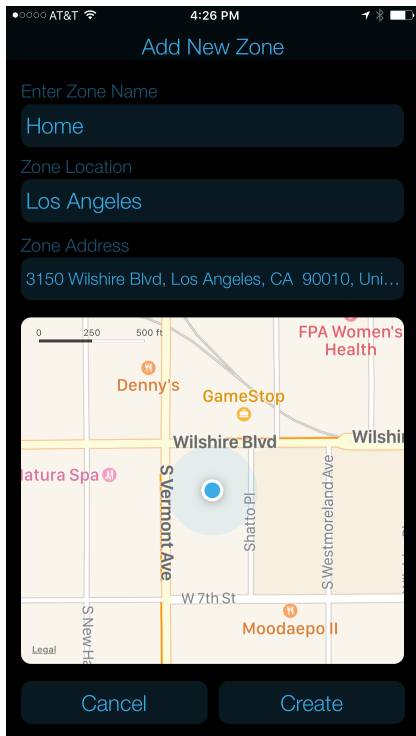 AT&T
4:26 PM
Add New Zone
Enter Zone Name
Home
Zone Location
Los Angeles
Zone Address
3150 Wilshire Blvd, Los Angeles, CA 90010, Uni...
0 250 500 ft
FPA Women's
Health
Denny's
GameStop
Wilshire Blvd
Wilshi
latura Spa
S Vermont Ave
Shatto Pl
S Westmoreland Ave
W 7th St
S New Ha
Moodaepo II
Legal
Cancel
Create